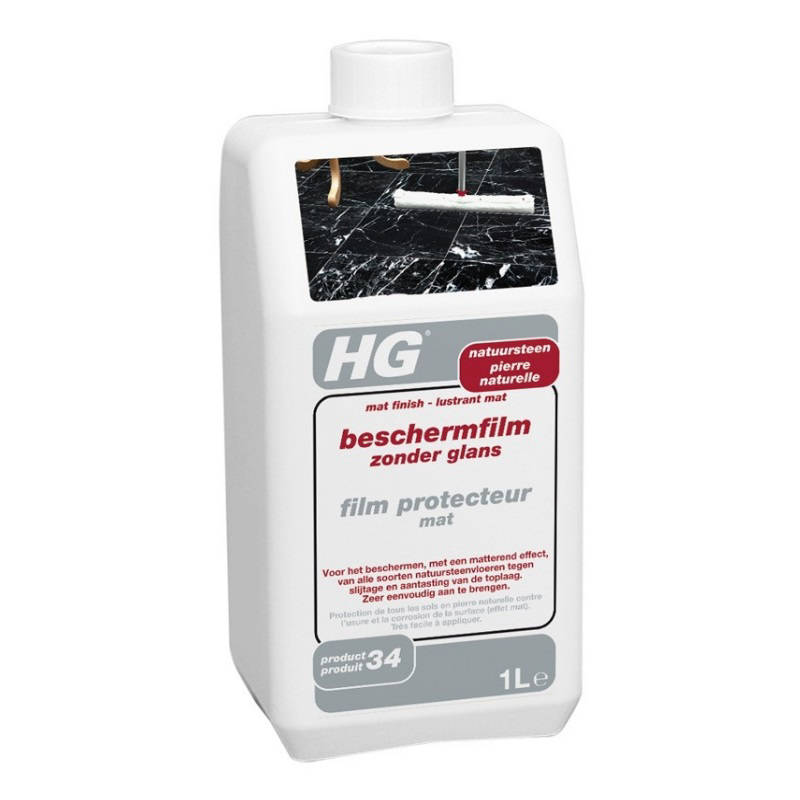 HG®
natuursteen
pierre
naturelle
mat finish - lustrant mat
beschermfilm
zonder glans
film protecteur
mat
Voor het beschermen, met een matterend effect,
van alle soorten natuursteenvloeren tegen
slijtage en aantasting van de toplaag.
Zeer eenvoudig aan te brengen.
Protection de tous les sols en pierre naturelle contre
l'usure et la corrosion de la surface (effet mat).
Très facile à appliquer.
product
produit 34
1L e